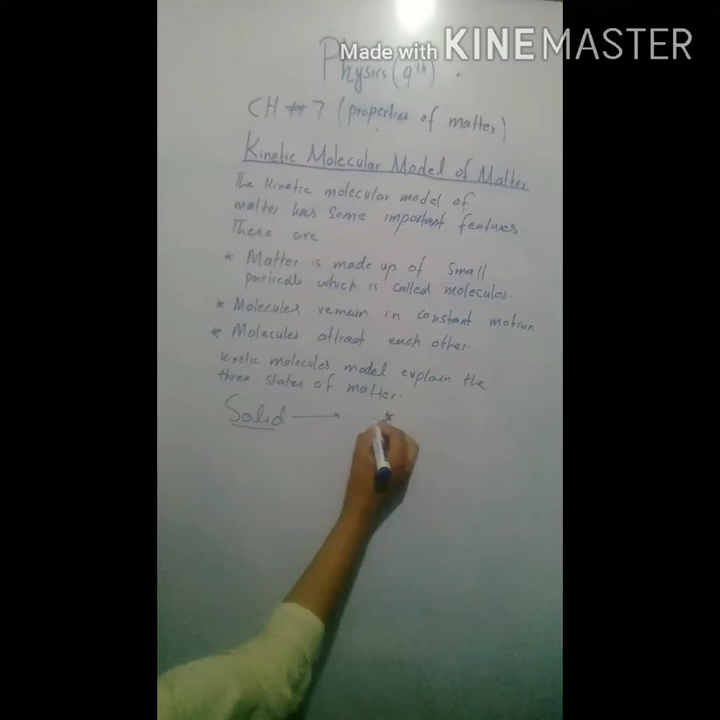 Made with KINEMASTER
Physics (9th)
CH # 7 (properties of matter)
Kinetic Molecular Model of Matter
The kinetic molecular model of
matter has some important features
These are
* Matter is made up of small
particals which is called molecules.
* Molecules remain in constant motion.
* Molecules attract each other.
kinetic molecules model explain the
three states of matter.
Solid →